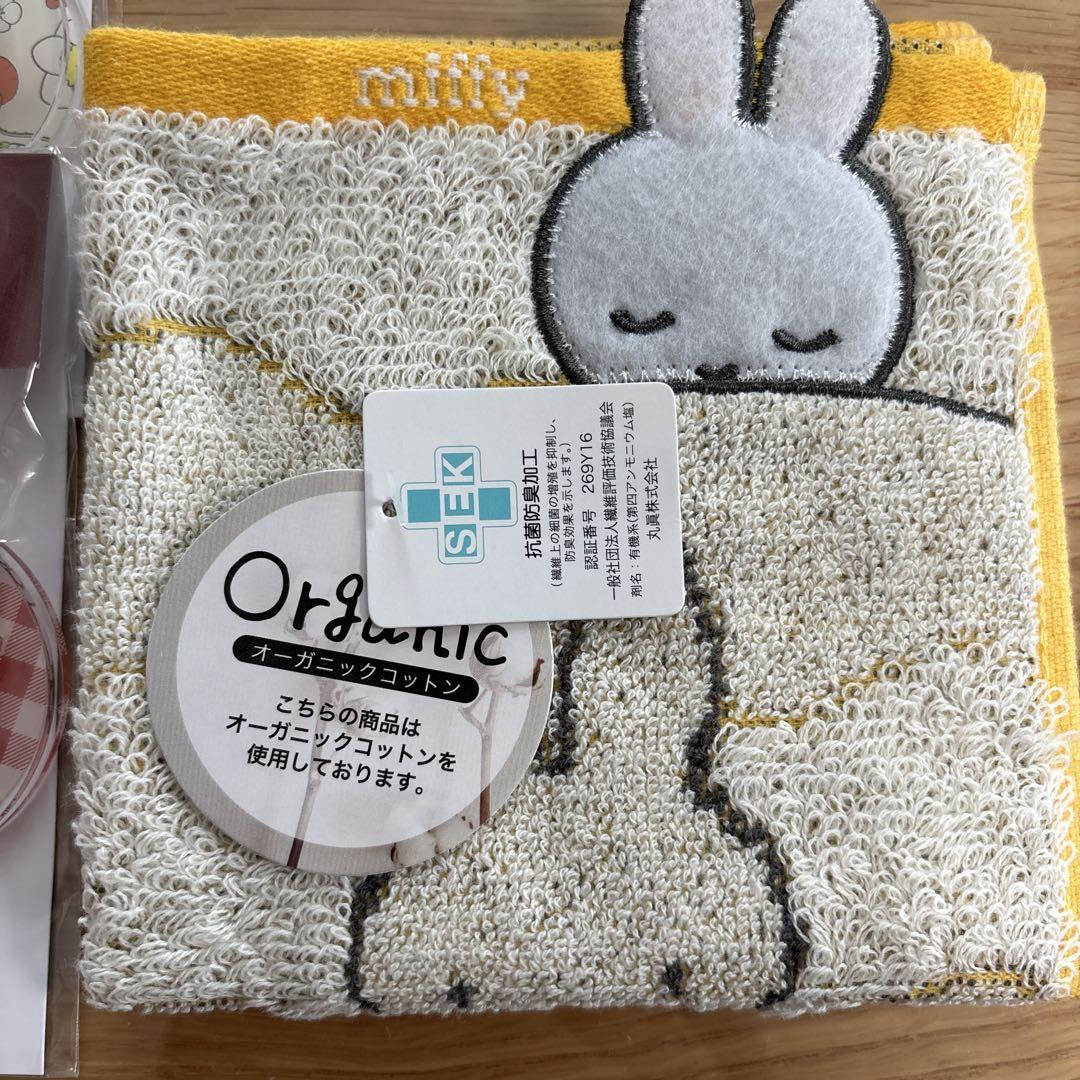 miffy
SEK
抗菌防臭加工
(繊維上の細菌の増殖を抑制し、
防臭効果を示します。)
認証番号 269Y16
一般社団法人繊維評価技術協議会
剤名:有機系(第四アンモニウム塩)
丸眞株式会社
Organic
オーガニックコットン
こちらの商品は
オーガニックコットンを
使用しております。